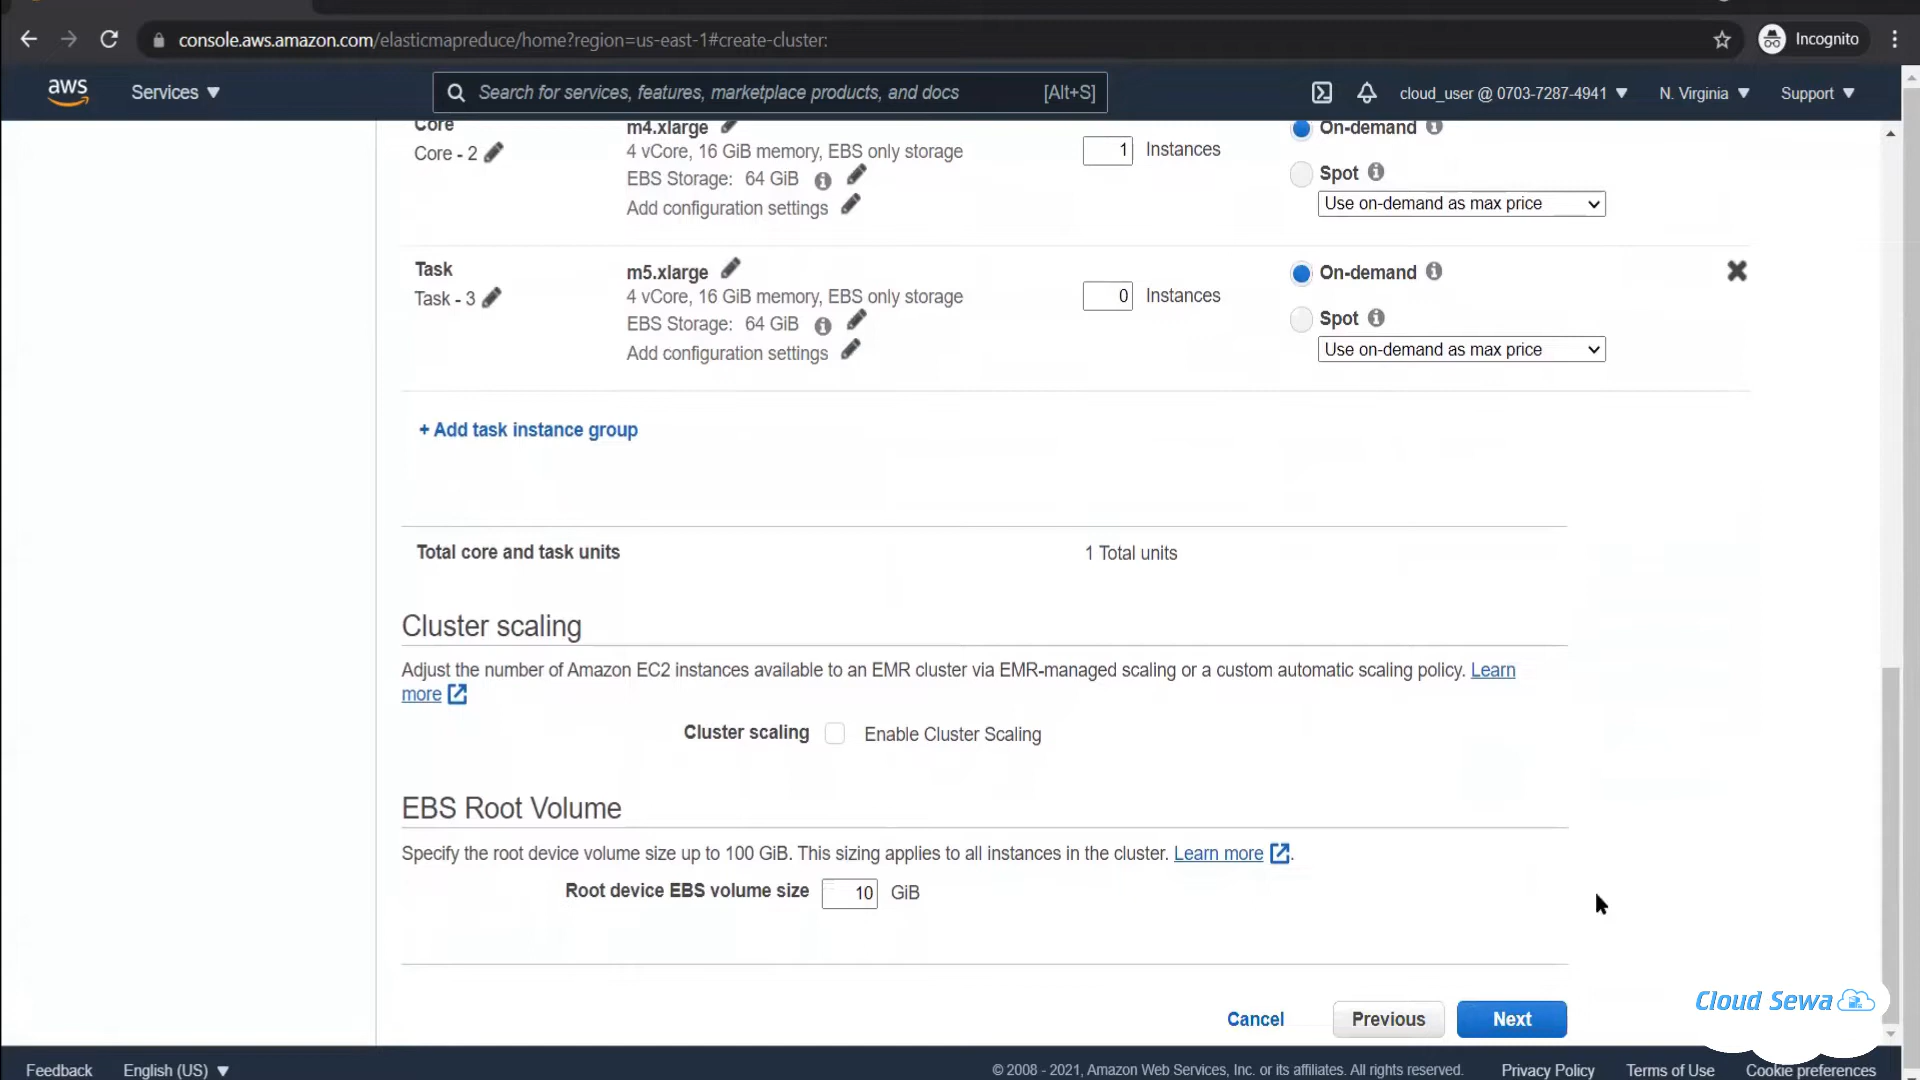 console.aws.amazon.com/elasticmapreduce/home?region=us-east-1#create-cluster:
Incognito
aws
Services
Search for services, features, marketplace products, and docs
[Alt+S]
cloud_user @ 0703-7287-4941
N. Virginia
Support
Core
m4.xlarge
On-demand
Core - 2
4 vCore, 16 GiB memory, EBS only storage
1 Instances
EBS Storage: 64 GiB
Spot
Add configuration settings
Use on-demand as max price
Task
m5.xlarge
On-demand
Task - 3
4 vCore, 16 GiB memory, EBS only storage
0 Instances
EBS Storage: 64 GiB
Spot
Add configuration settings
Use on-demand as max price
+ Add task instance group
Total core and task units
1 Total units
Cluster scaling
Adjust the number of Amazon EC2 instances available to an EMR cluster via EMR-managed scaling or a custom automatic scaling policy. Learn
more
Cluster scaling
Enable Cluster Scaling
EBS Root Volume
Specify the root device volume size up to 100 GiB. This sizing applies to all instances in the cluster. Learn more.
Root device EBS volume size
10 GiB
Cloud Sewa
Cancel
Previous
Next
Feedback
English (US)
© 2008 - 2021, Amazon Web Services, Inc. or its affiliates. All rights reserved.
Privacy Policy
Terms of Use
Cookie preferences